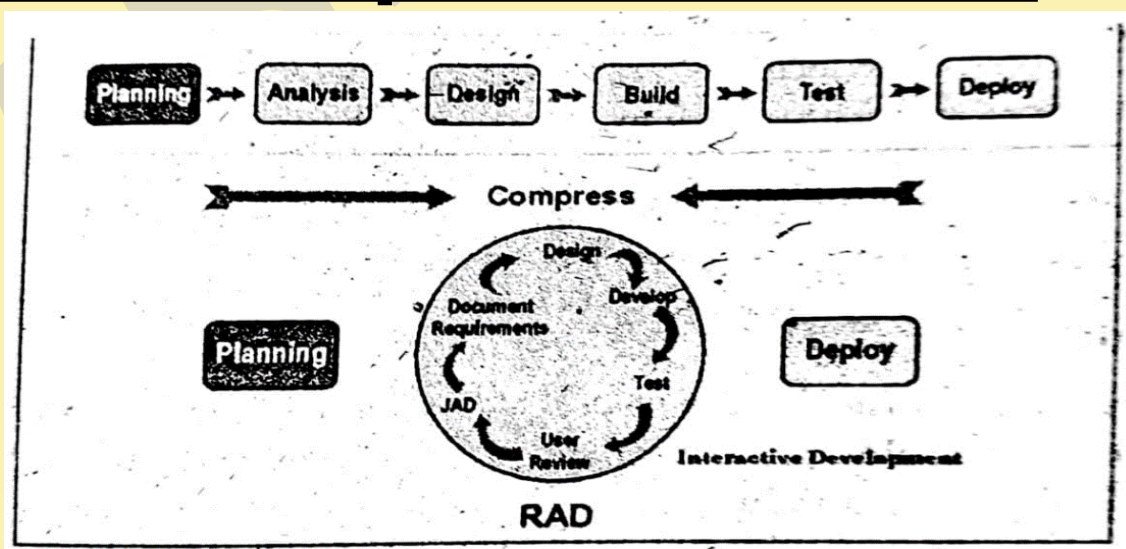 Planning Analysis Design Build Test Deploy
Compress
Design
Develop
Document
Requirements
Planning
Deploy
Test
JAD
User
Review
Interactive Development
RAD